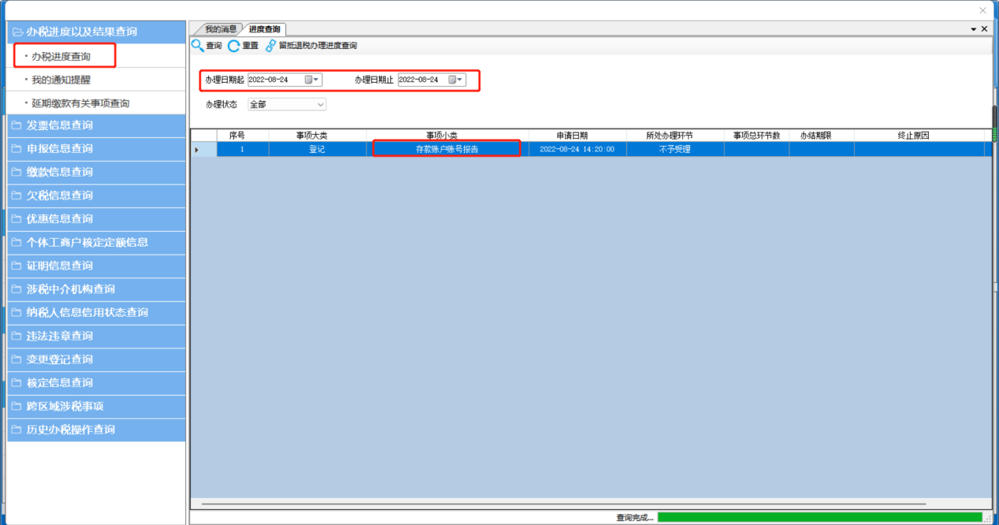 办税进度以及结果查询
· 办税进度查询
· 我的通知提醒
· 延期缴款有关事项查询
发票信息查询
申报信息查询
缴款信息查询
欠税信息查询
优惠信息查询
个体工商户核定定额信息
证明信息查询
涉税中介机构查询
纳税人信息信用状态查询
违法违章查询
变更登记查询
核定信息查询
跨区域涉税事项
历史办税操作查询
我的消息 进度查询
查询 重置 留抵退税办理进度查询
办理日期起 2022-08-24 办理日期止 2022-08-24
办理状态 全部
序号 事项大类 事项小类 申请日期 所处办理环节 事项总环节数 办结期限 终止原因
1 登记 存款账户账号报告 2022-08-24 14:20:00 不予受理
查询完成...